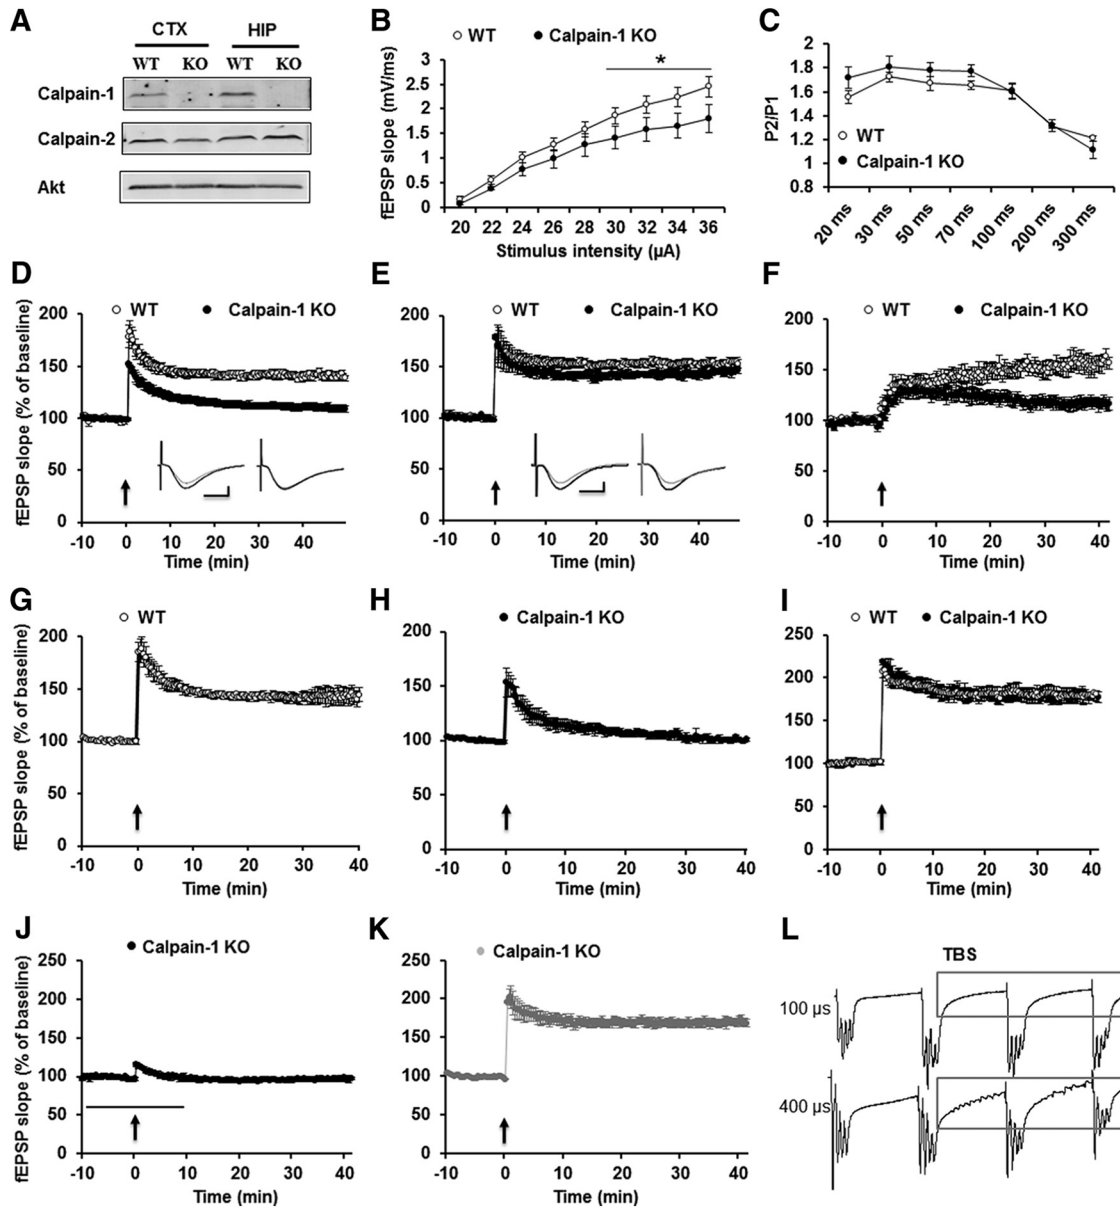 A
CTX HIP
WT KO WT KO
Calpain-1
Calpain-2
Akt
B
WT Calpain-1 KO
fEPSP slope (mV/ms)
3
2.5
2
1.5
1
0.5
0
*
20 22 24 26 28 30 32 34 36
Stimulus intensity (µA)
C
P2/P1
2
1.8
1.6
1.4
1.2
1
0.8
WT
Calpain-1 KO
20 ms 30 ms 50 ms 70 ms 100 ms 200 ms 300 ms
D
WT Calpain-1 KO
fEPSP slope (% of baseline)
200
150
100
50
0
-10 0 10 20 30 40
Time (min)
E
WT Calpain-1 KO
200
150
100
50
0
-10 0 10 20 30 40
Time (min)
F
WT Calpain-1 KO
200
150
100
50
0
-10 0 10 20 30 40
Time (min)
G
WT
fEPSP slope (% of baseline)
200
150
100
50
0
-10 0 10 20 30 40
Time (min)
H
Calpain-1 KO
200
150
100
50
0
-10 0 10 20 30 40
Time (min)
I
WT Calpain-1 KO
250
200
150
100
50
0
-10 0 10 20 30 40
Time (min)
J
Calpain-1 KO
fEPSP slope (% of baseline)
250
200
150
100
50
0
-10 0 10 20 30 40
Time (min)
K
Calpain-1 KO
250
200
150
100
50
0
-10 0 10 20 30 40
Time (min)
L
TBS
100 µs
400 µs